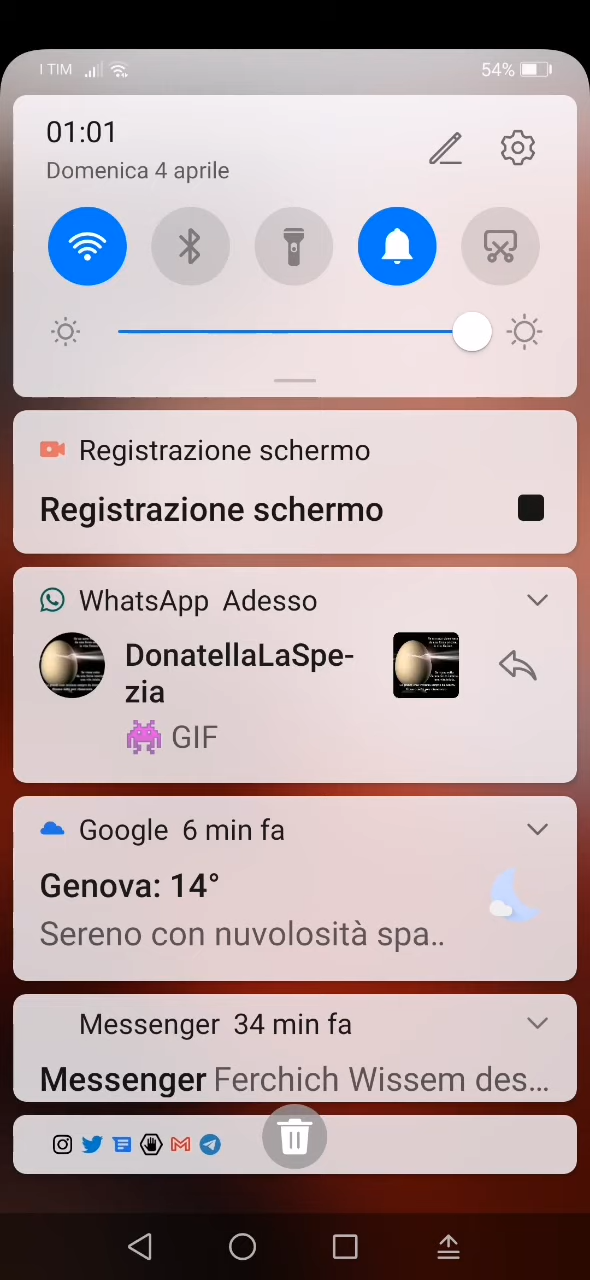 I TIM
54%
01:01
Domenica 4 aprile
Registrazione schermo
Registrazione schermo
WhatsApp Adesso
DonatellaLaSpe-
zia
👾 GIF
Google 6 min fa
Genova: 14°
Sereno con nuvolosità spa..
Messenger 34 min fa
Messenger Ferchich Wissem des...